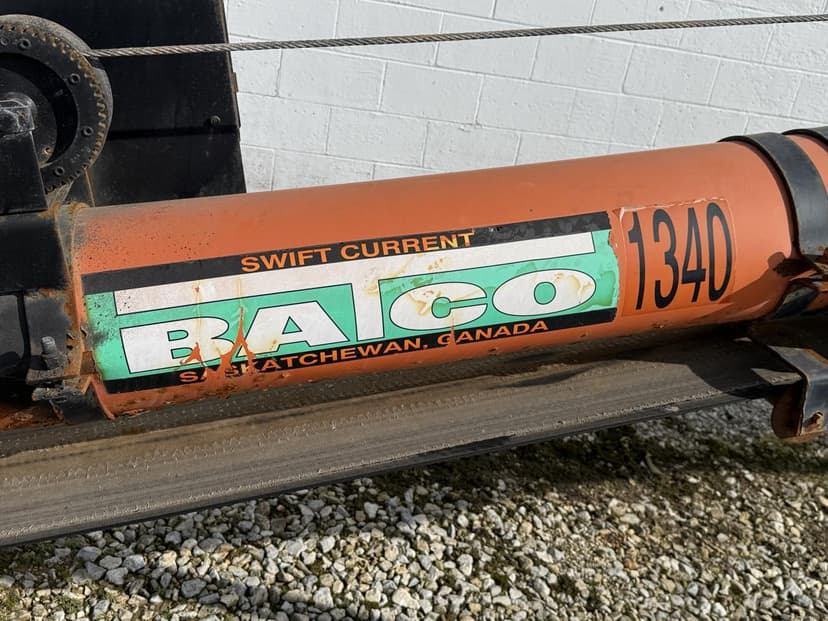 SWIFT CURRENT
BATCO
SASKATCHEWAN, CANADA
1340